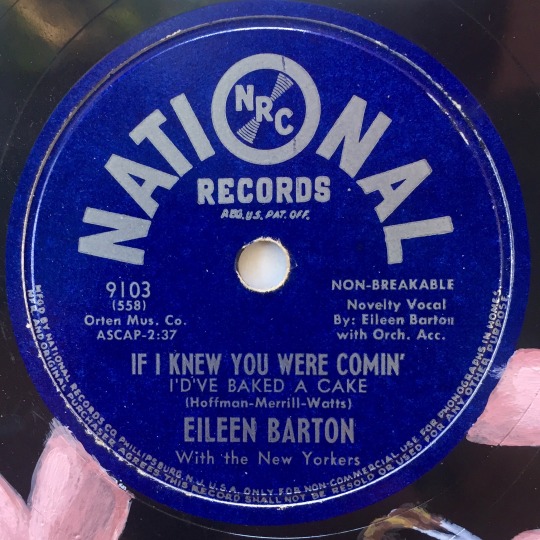 NATIONAL
NRC
RECORDS
REG. U.S. PAT. OFF.
9103
(558)
Orten Mus. Co.
ASCAP-2:37
NON-BREAKABLE
Novelty Vocal
By: Eileen Barton
with Orch. Acc.
IF I KNEW YOU WERE COMIN'
I'D'VE BAKED A CAKE
(Hoffman-Merrill-Watts)
EILEEN BARTON
With the New Yorkers
MFG'D BY NATIONAL RECORDS CO. PHILLIPSBURG, N.J. U.S.A. ONLY FOR NON-COMMERCIAL USE FOR PHONOGRAPHS IN HOMES.
MFR. AND ORIGINAL PURCHASER AGREES THIS RECORD SHALL NOT BE RESOLD OR USED FOR ANY OTHER PURPOSE